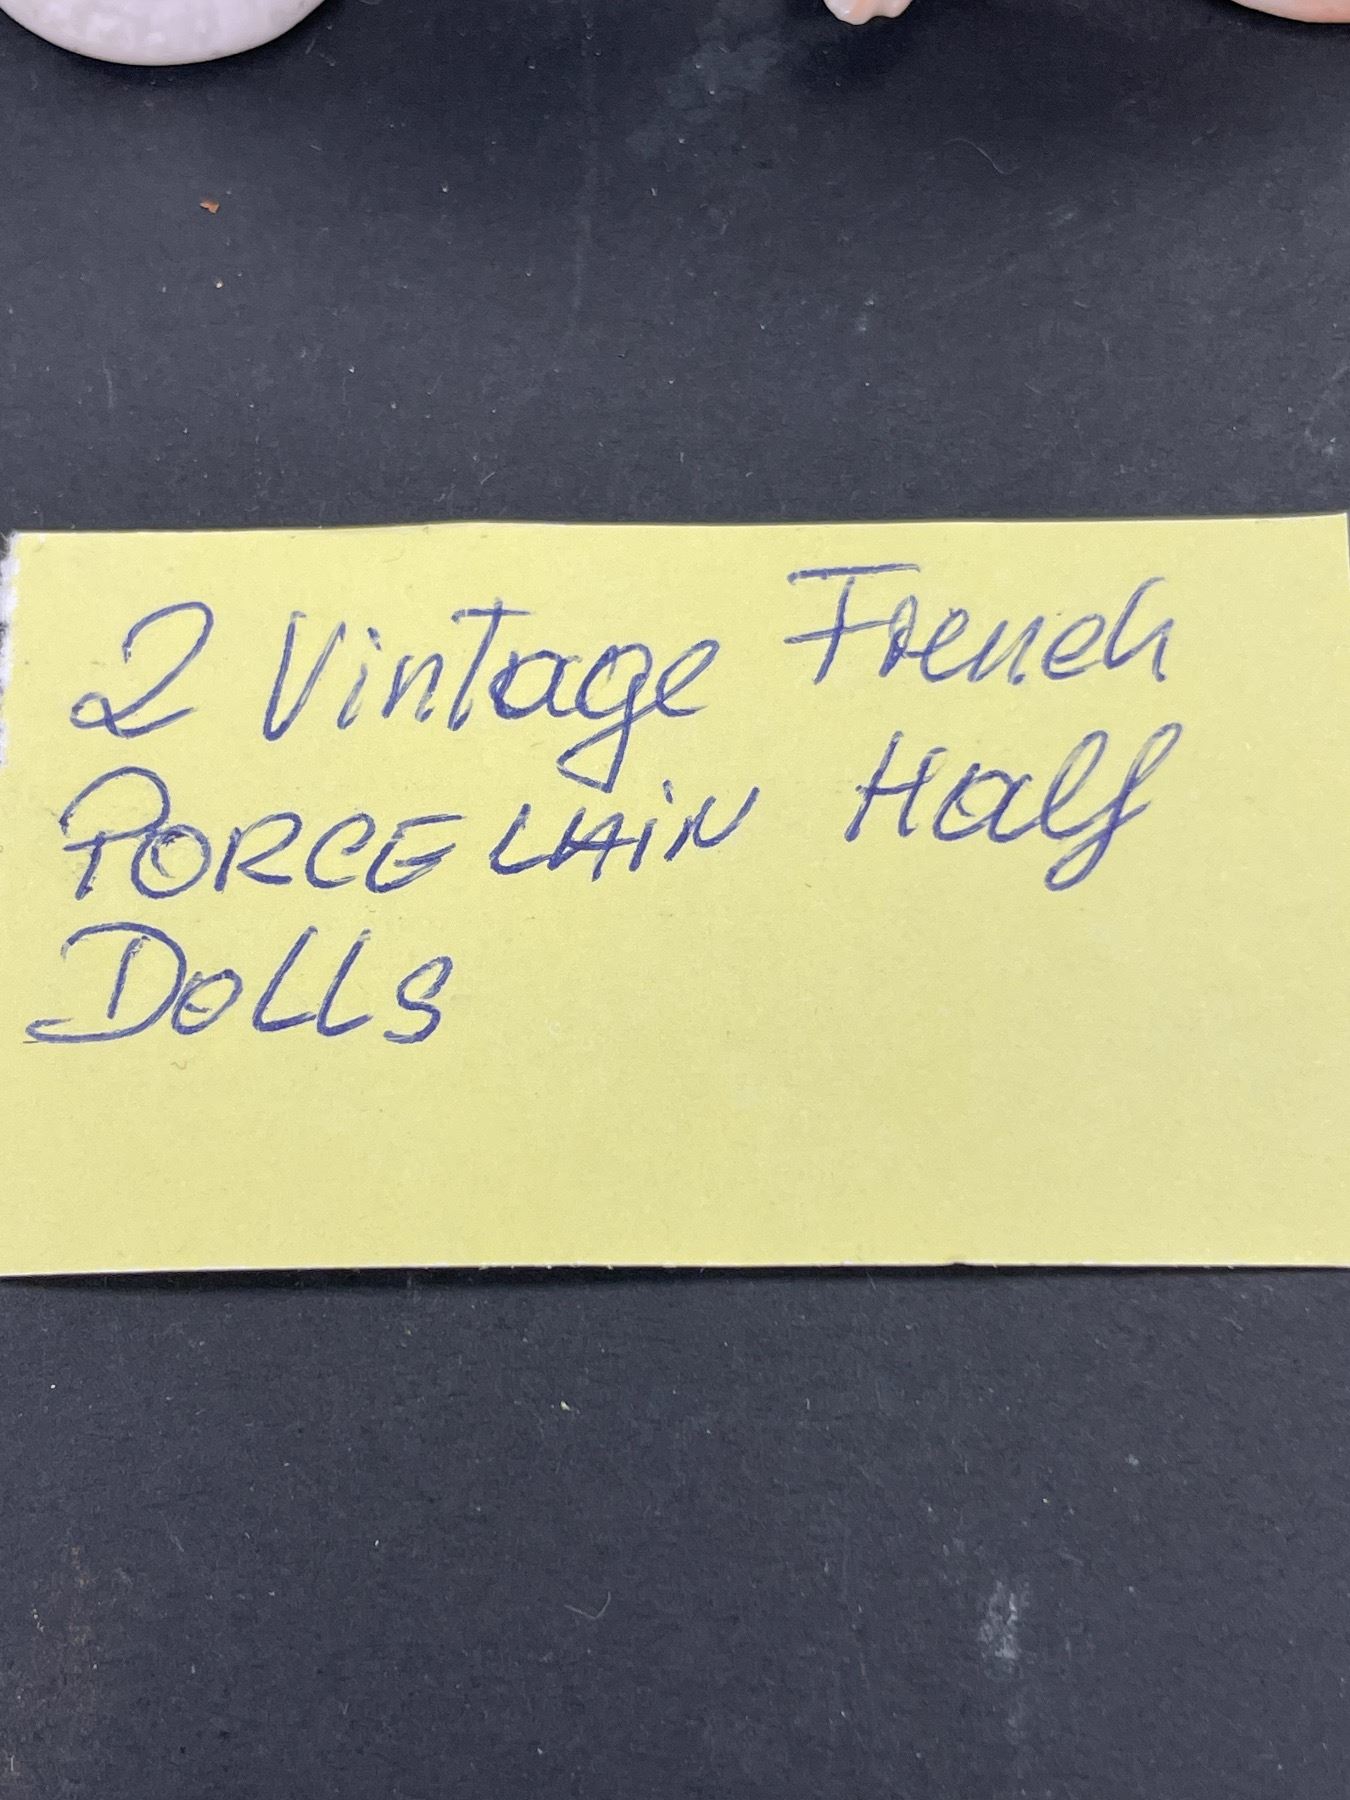 2 Vintage French
PORCELAIN Half
Dolls